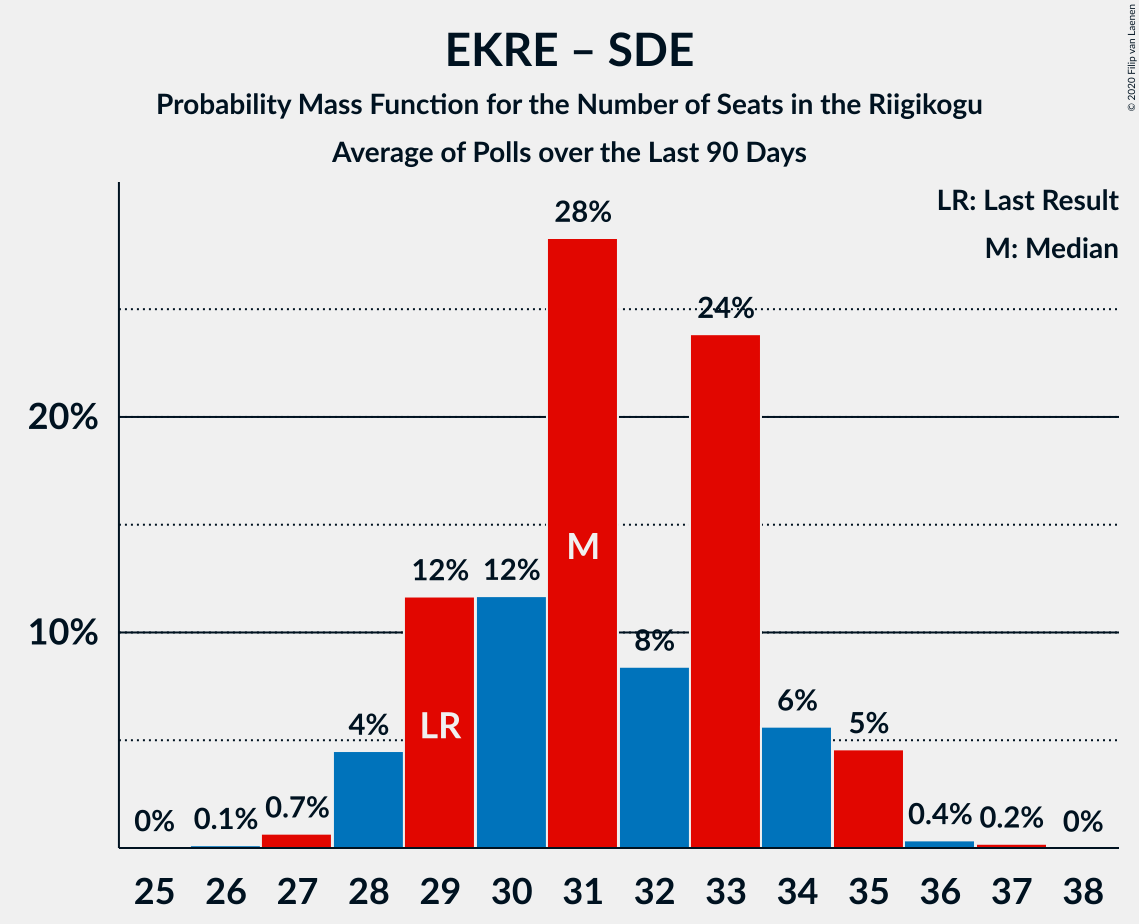 EKRE – SDE
Probability Mass Function for the Number of Seats in the Riigikogu
Average of Polls over the Last 90 Days
© 2020 Filip van Laenen
LR: Last Result
M: Median
28%
24%
20%
M
12% 12%
10%
8%
6%
LR
4%
5%
0% 0.1% 0.7%
0.4% 0.2% 0%
25 26 27 28 29 30 31 32 33 34 35 36 37 38